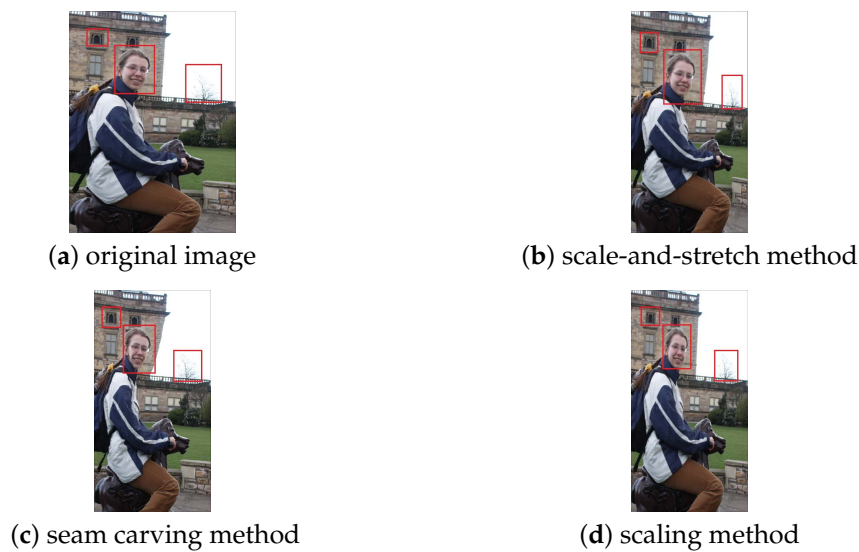 (a) original image
(b) scale-and-stretch method
(c) seam carving method
(d) scaling method